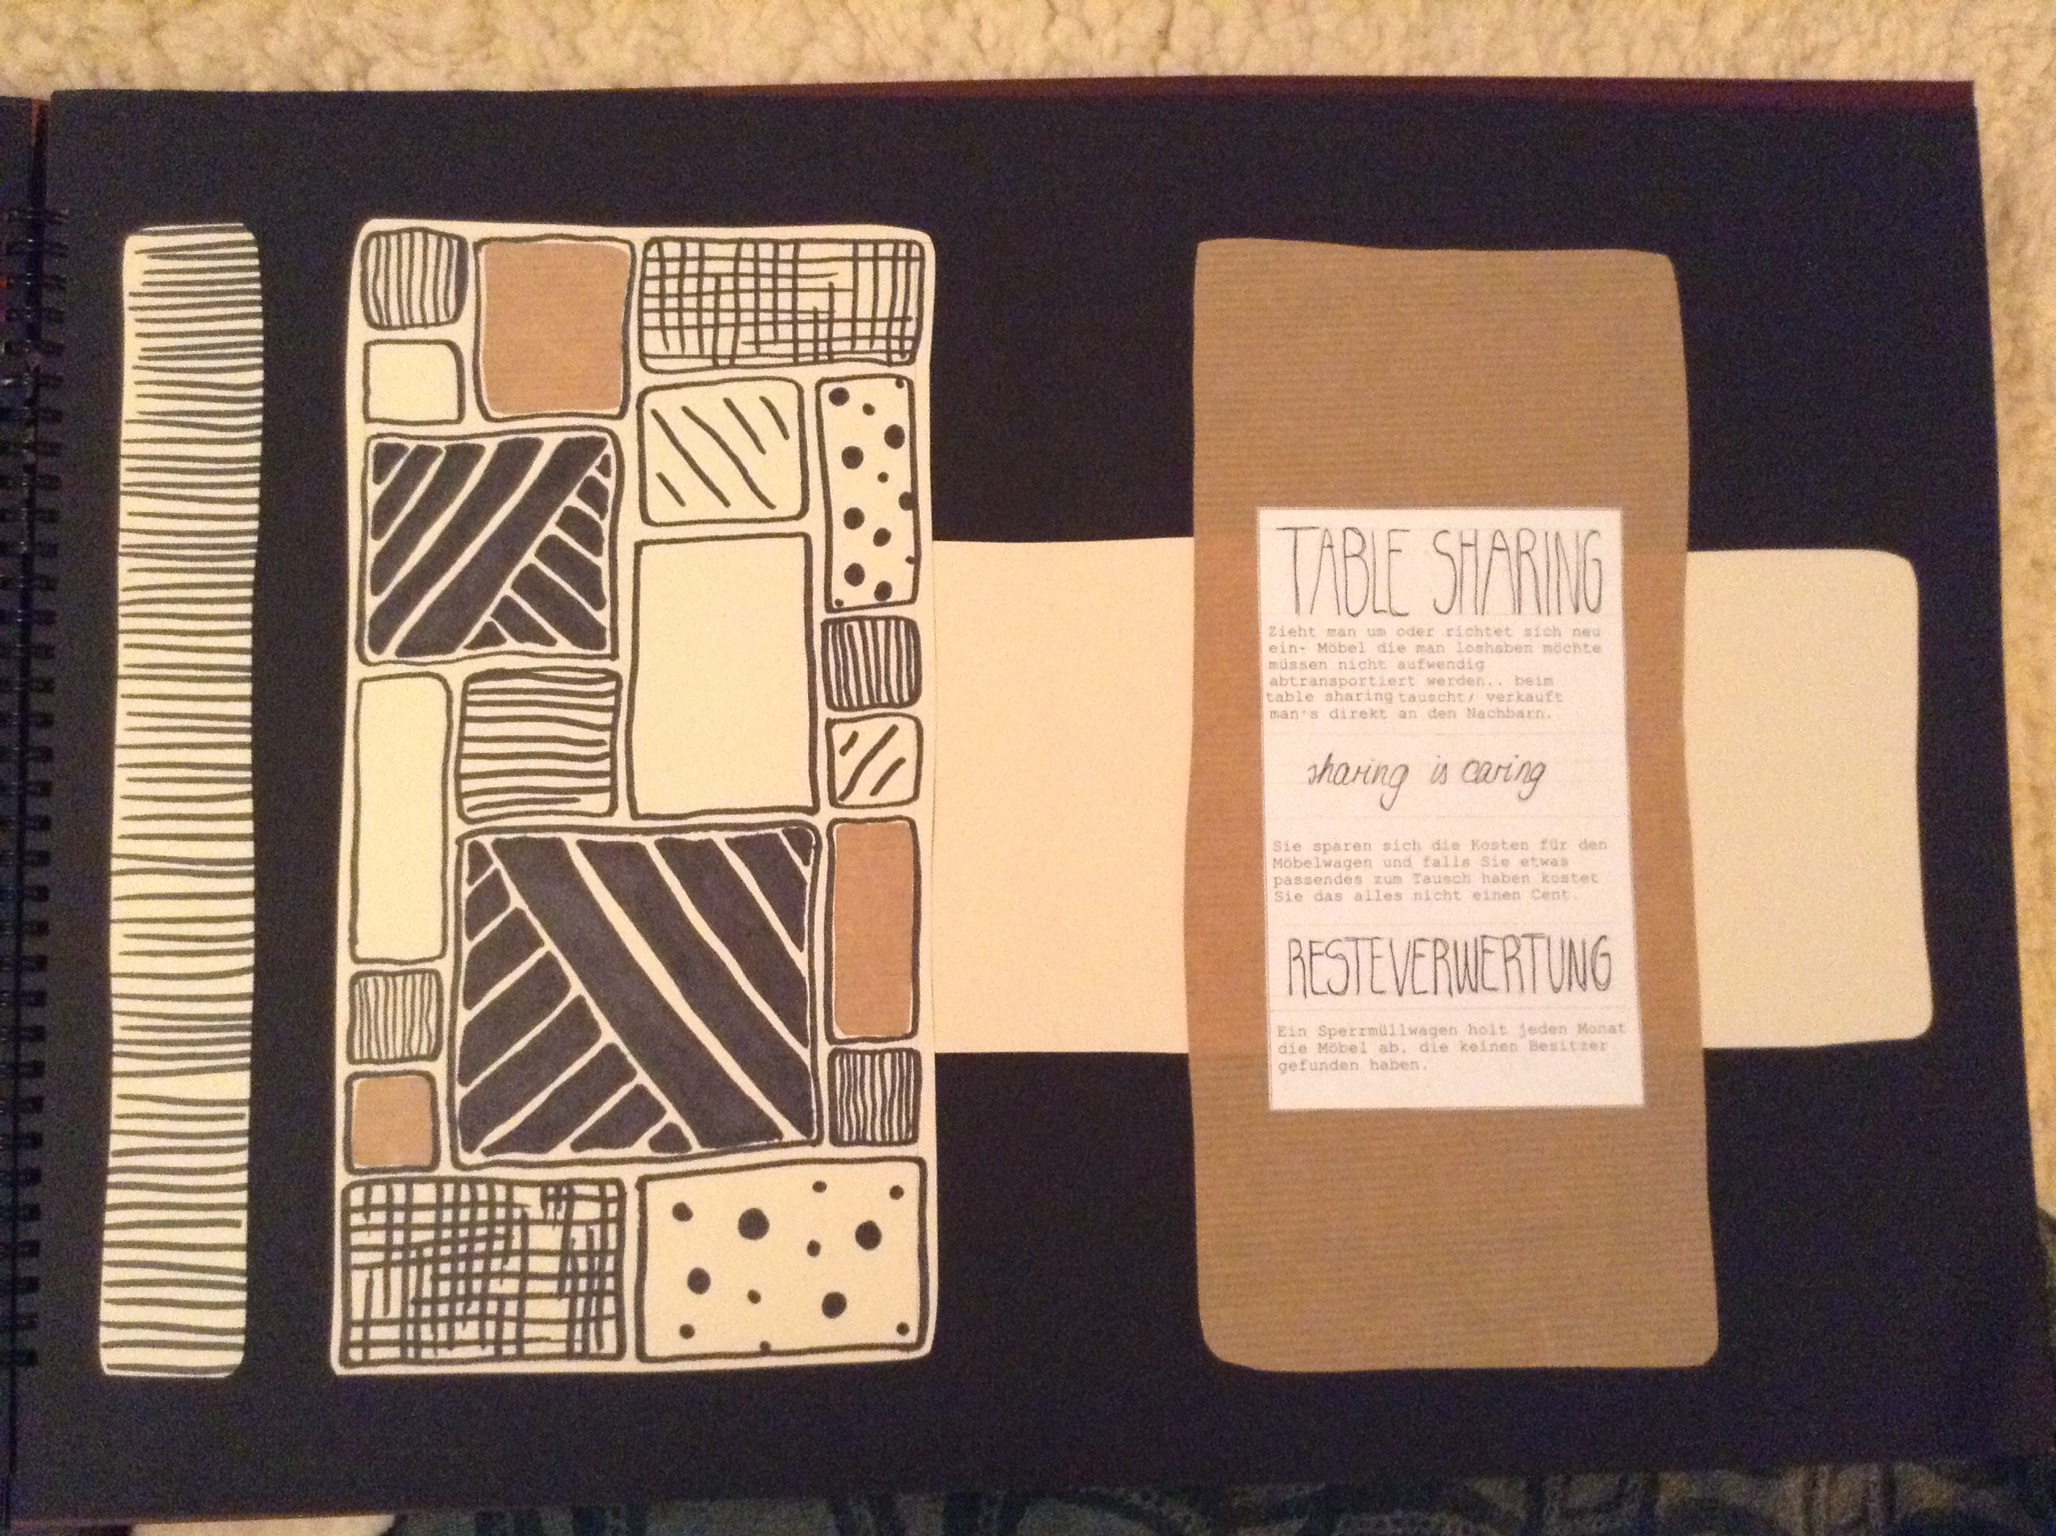 TABLE SHARING
Zieht man um oder richtet sich neu
ein- Möbel die man loshaben möchte
müssen nicht aufwendig
abtransportiert werden.. beim
table sharing tauscht/ verkauft
man's direkt an den Nachbarn.
sharing is caring
Sie sparen sich die Kosten für den
Möbelwagen und falls Sie etwas
passendes zum Tausch haben kostet
Sie das alles nicht einen Cent.
RESTEVERWERTUNG
Ein Sperrmüllwagen holt jeden Monat
die Möbel ab, die keinen Besitzer
gefunden haben.